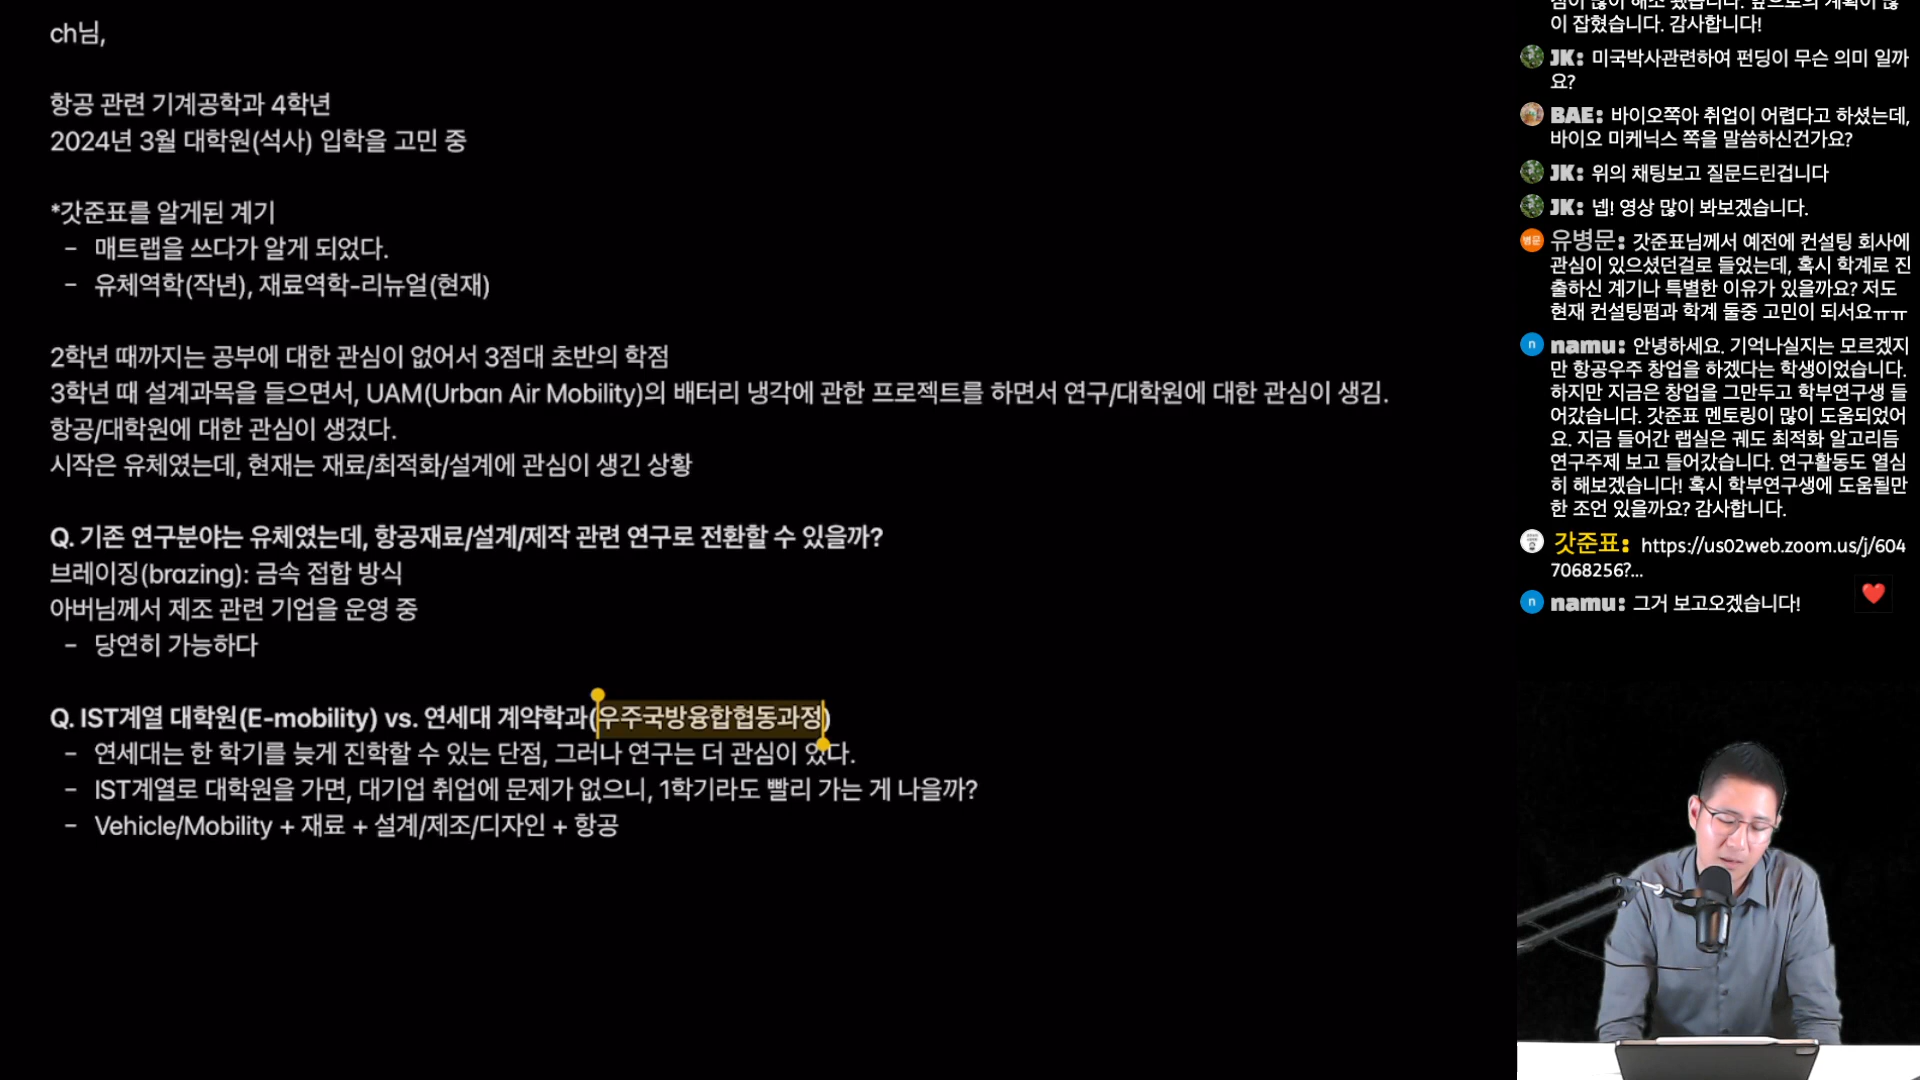 ch님,
항공 관련 기계공학과 4학년
2024년 3월 대학원(석사) 입학을 고민 중
*갓준표를 알게된 계기
– 매트랩을 쓰다가 알게 되었다.
– 유체역학(작년), 재료역학-리뉴얼(현재)
2학년 때까지는 공부에 대한 관심이 없어서 3점대 초반의 학점
3학년 때 설계과목을 들으면서, UAM(Urban Air Mobility)의 배터리 냉각에 관한 프로젝트를 하면서 연구/대학원에 대한 관심이 생김.
항공/대학원에 대한 관심이 생겼다.
시작은 유체였는데, 현재는 재료/최적화/설계에 관심이 생긴 상황
Q. 기존 연구분야는 유체였는데, 항공재료/설계/제작 관련 연구로 전환할 수 있을까?
브레이징(brazing): 금속 접합 방식
아버님께서 제조 관련 기업을 운영 중
– 당연히 가능하다
Q. IST계열 대학원(E-mobility) vs. 연세대 계약학과(우주국방융합협동과정)
– 연세대는 한 학기를 늦게 진학할 수 있는 단점, 그러나 연구는 더 관심이 있다.
– IST계열로 대학원을 가면, 대기업 취업에 문제가 없으니, 1학기라도 빨리 가는 게 나을까?
– Vehicle/Mobility + 재료 + 설계/제조/디자인 + 항공
이 잡혔습니다. 감사합니다!
JK: 미국박사관련하여 펀딩이 무슨 의미 일까
요?
BAE: 바이오쪽아 취업이 어렵다고 하셨는데,
바이오 미케닉스 쪽을 말씀하신건가요?
JK: 위의 채팅보고 질문드린겁니다
JK: 넵! 영상 많이 봐보겠습니다.
병문 유병문: 갓준표님께서 예전에 컨설팅 회사에
관심이 있으셨던걸로 들었는데, 혹시 학계로 진
출하신 계기나 특별한 이유가 있을까요? 저도
현재 컨설팅펌과 학계 둘중 고민이 되서요ㅠㅠ
n namu: 안녕하세요. 기억나실지는 모르겠지
만 항공우주 창업을 하겠다는 학생이었습니다.
하지만 지금은 창업을 그만두고 학부연구생 들
어갔습니다. 갓준표 멘토링이 많이 도움되었어
요. 지금 들어간 랩실은 궤도 최적화 알고리듬
연구주제 보고 들어갔습니다. 연구활동도 열심
히 해보겠습니다! 혹시 학부연구생에 도움될만
한 조언 있을까요? 감사합니다.
갓준표: https://us02web.zoom.us/j/604
7068256?...
n namu: 그거 보고오겠습니다!